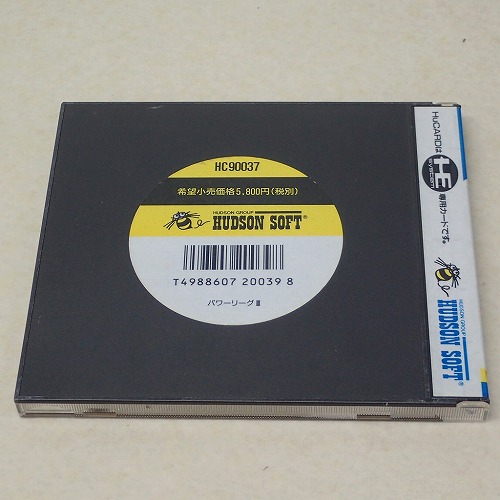 HC90037
希望小売価格5,800円(税別)
HUDSON GROUP
HUDSON SOFT®
T4988607 20039 8
パワーリーグⅢ
HuCARDは
HE
SYSTEM
専用カードです。
HUDSON GROUP
HUDSON SOFT®